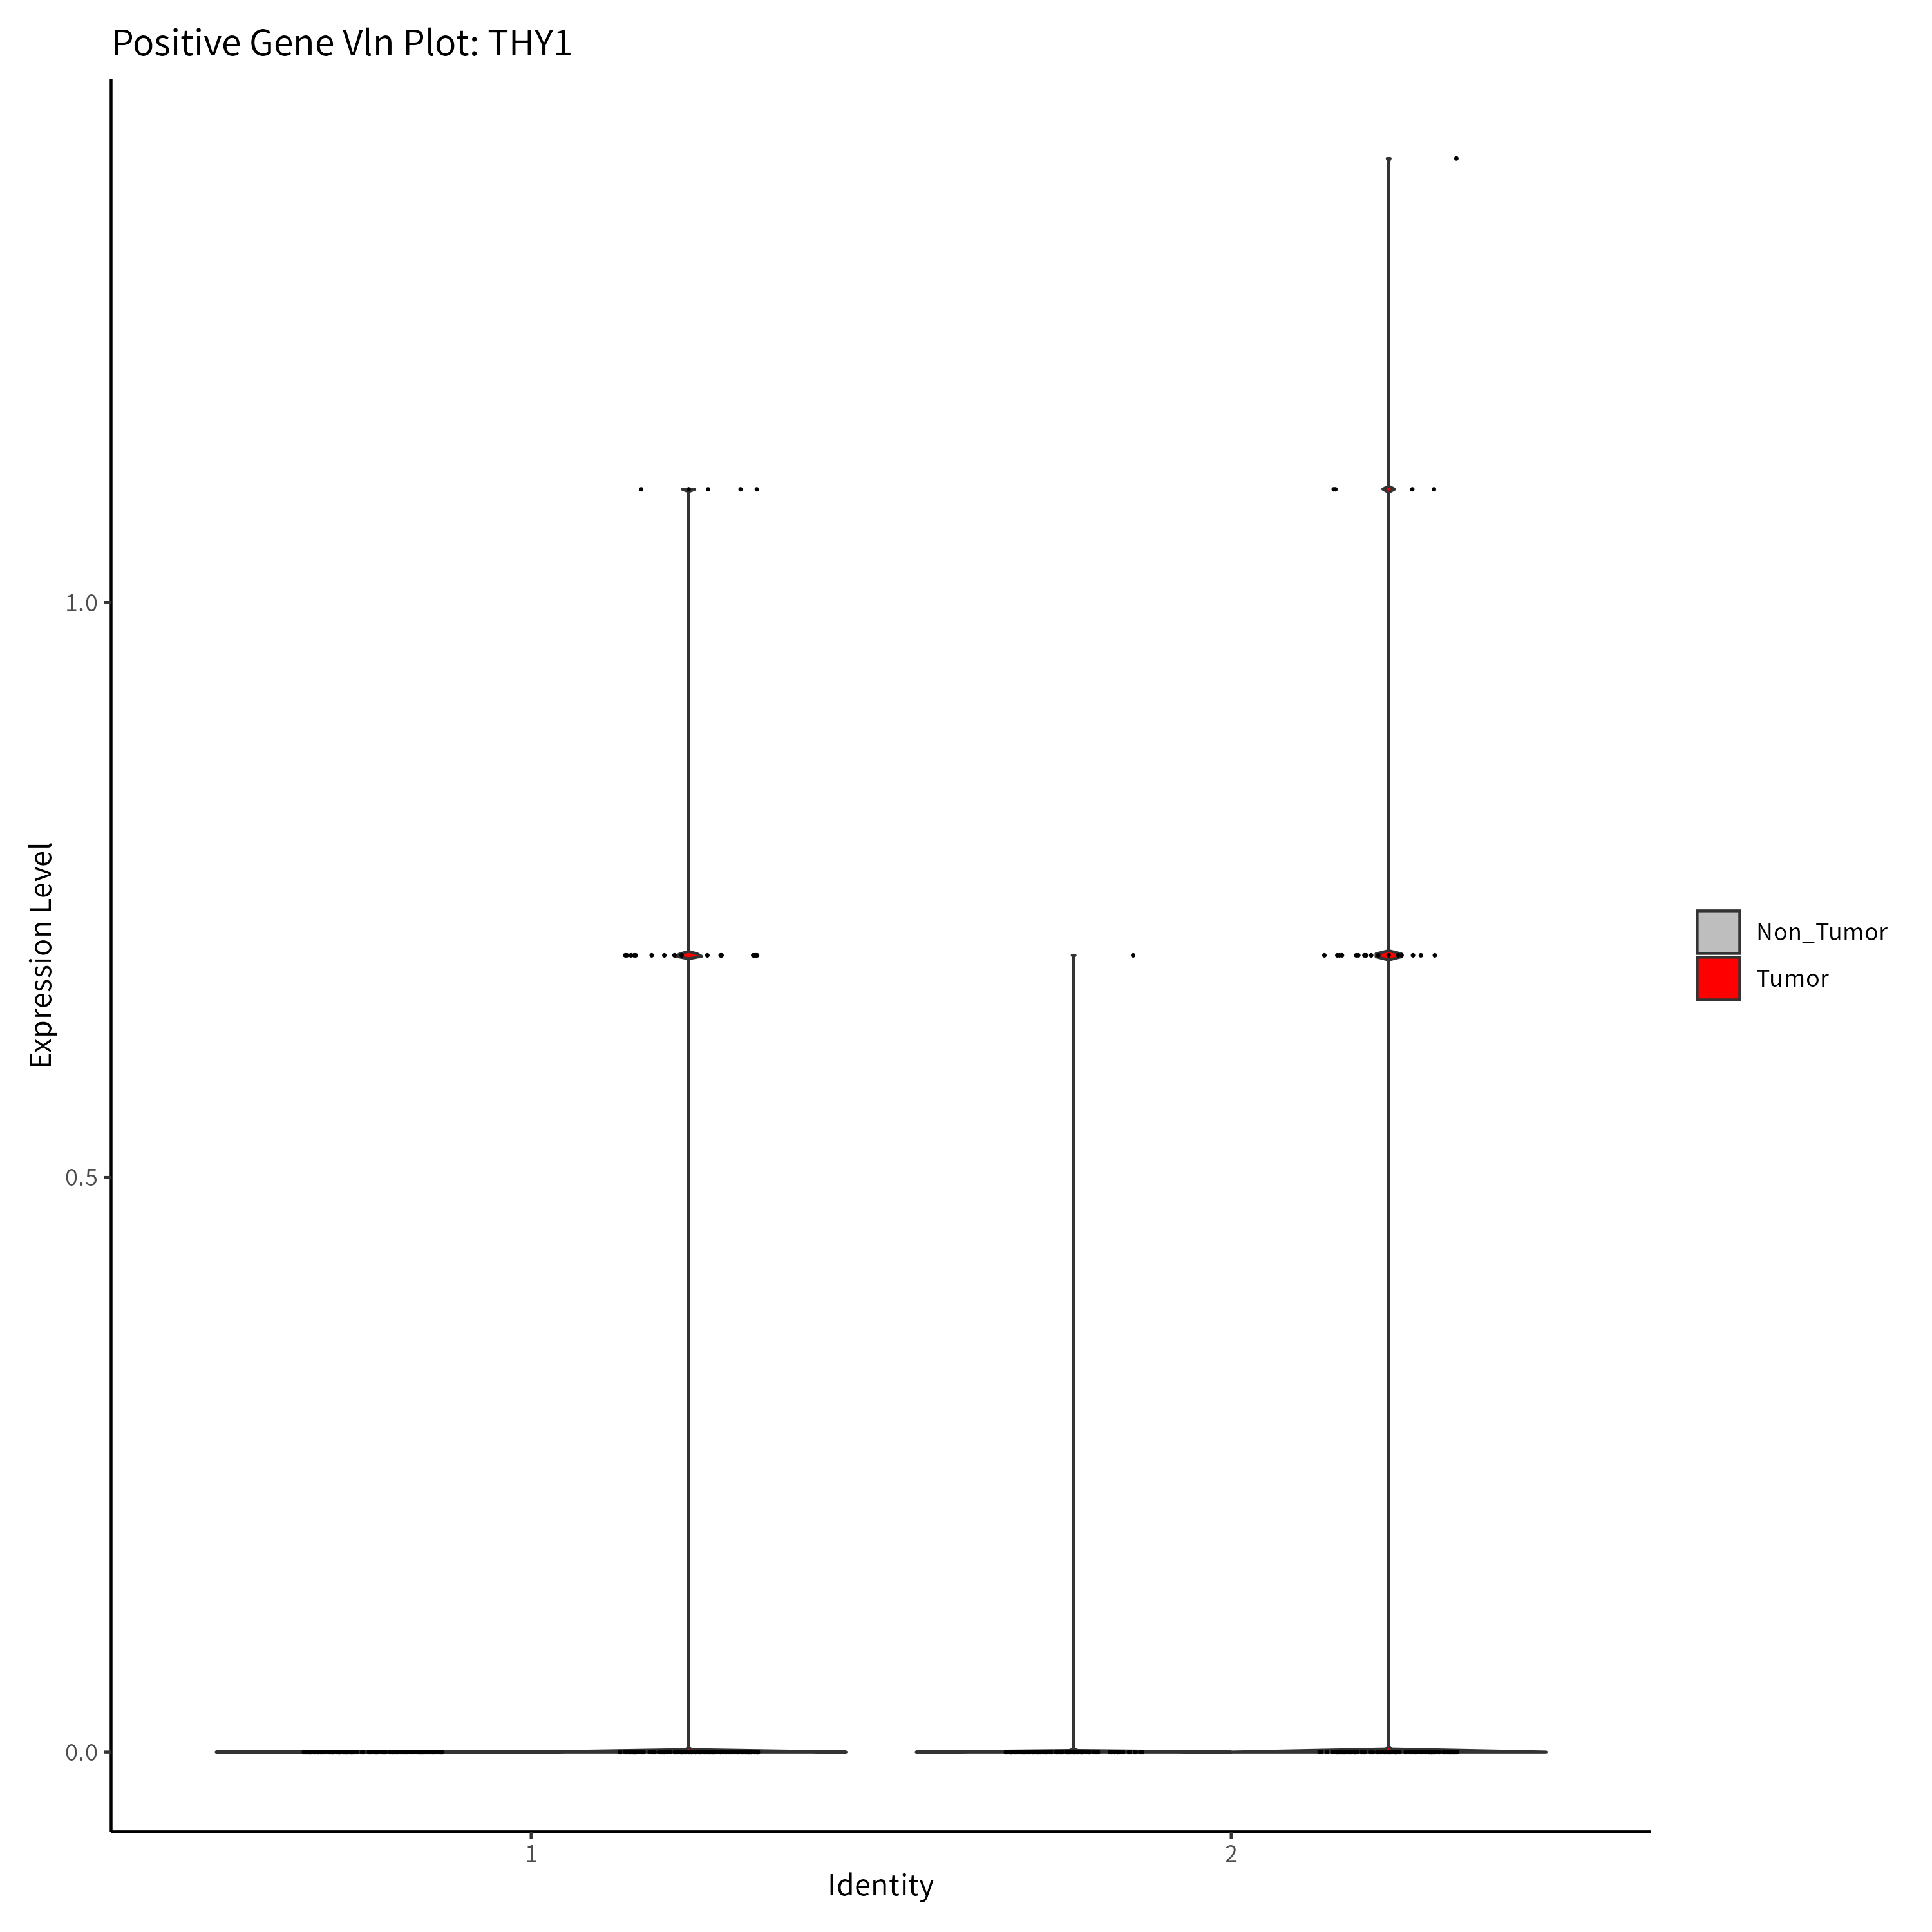 Positive Gene Vln Plot: THY1
Expression Level
1.0
0.5
0.0
1
2
Identity
Non_Tumor
Tumor